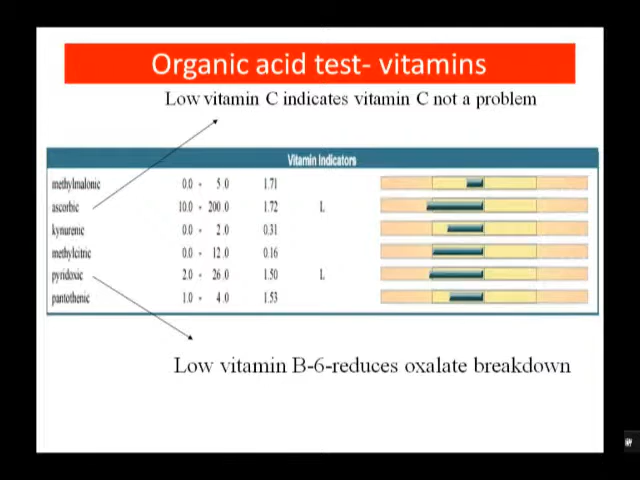 Organic acid test- vitamins
Low vitamin C indicates vitamin C not a problem
Vitamin Indicators
methylmalonic 0.0 - 5.0 1.71
ascorbic 10.0 - 200.0 1.72 L
kynurenic 0.0 - 2.0 0.31
methylcitric 0.0 - 12.0 0.16
pyridoxic 2.0 - 26.0 1.50 L
pantothenic 1.0 - 4.0 1.53
Low vitamin B-6-reduces oxalate breakdown